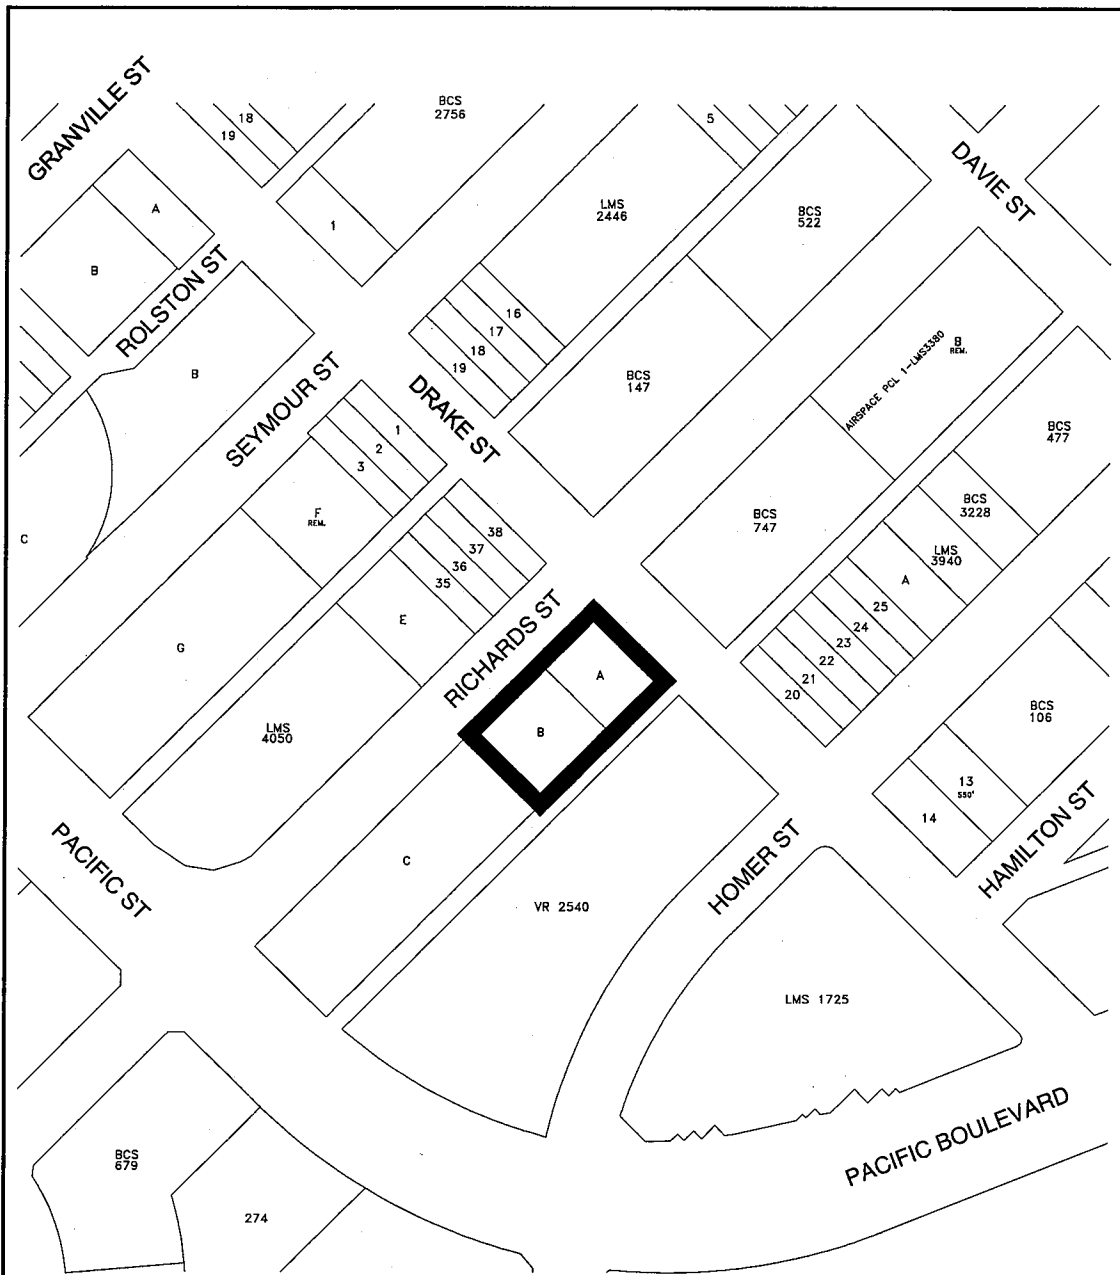 GRANVILLE ST
18
19
BCS
2756
5
DAVIE ST
A
1
LMS
2446
BCS
522
B
ROLSTON ST
B
16
17
18
19
BCS
147
B
REM.
AIRSPACE PCL 1-LMS3380
SEYMOUR ST
DRAKE ST
1
2
3
BCS
477
F
REM.
38
37
36
35
BCS
747
BCS
3228
LMS
3940
A
25
24
23
22
21
20
C
E
G
RICHARDS ST
A
B
LMS
4050
BCS
106
13
S50'
14
HAMILTON ST
PACIFIC ST
C
VR 2540
HOMER ST
LMS 1725
PACIFIC BOULEVARD
BCS
679
274